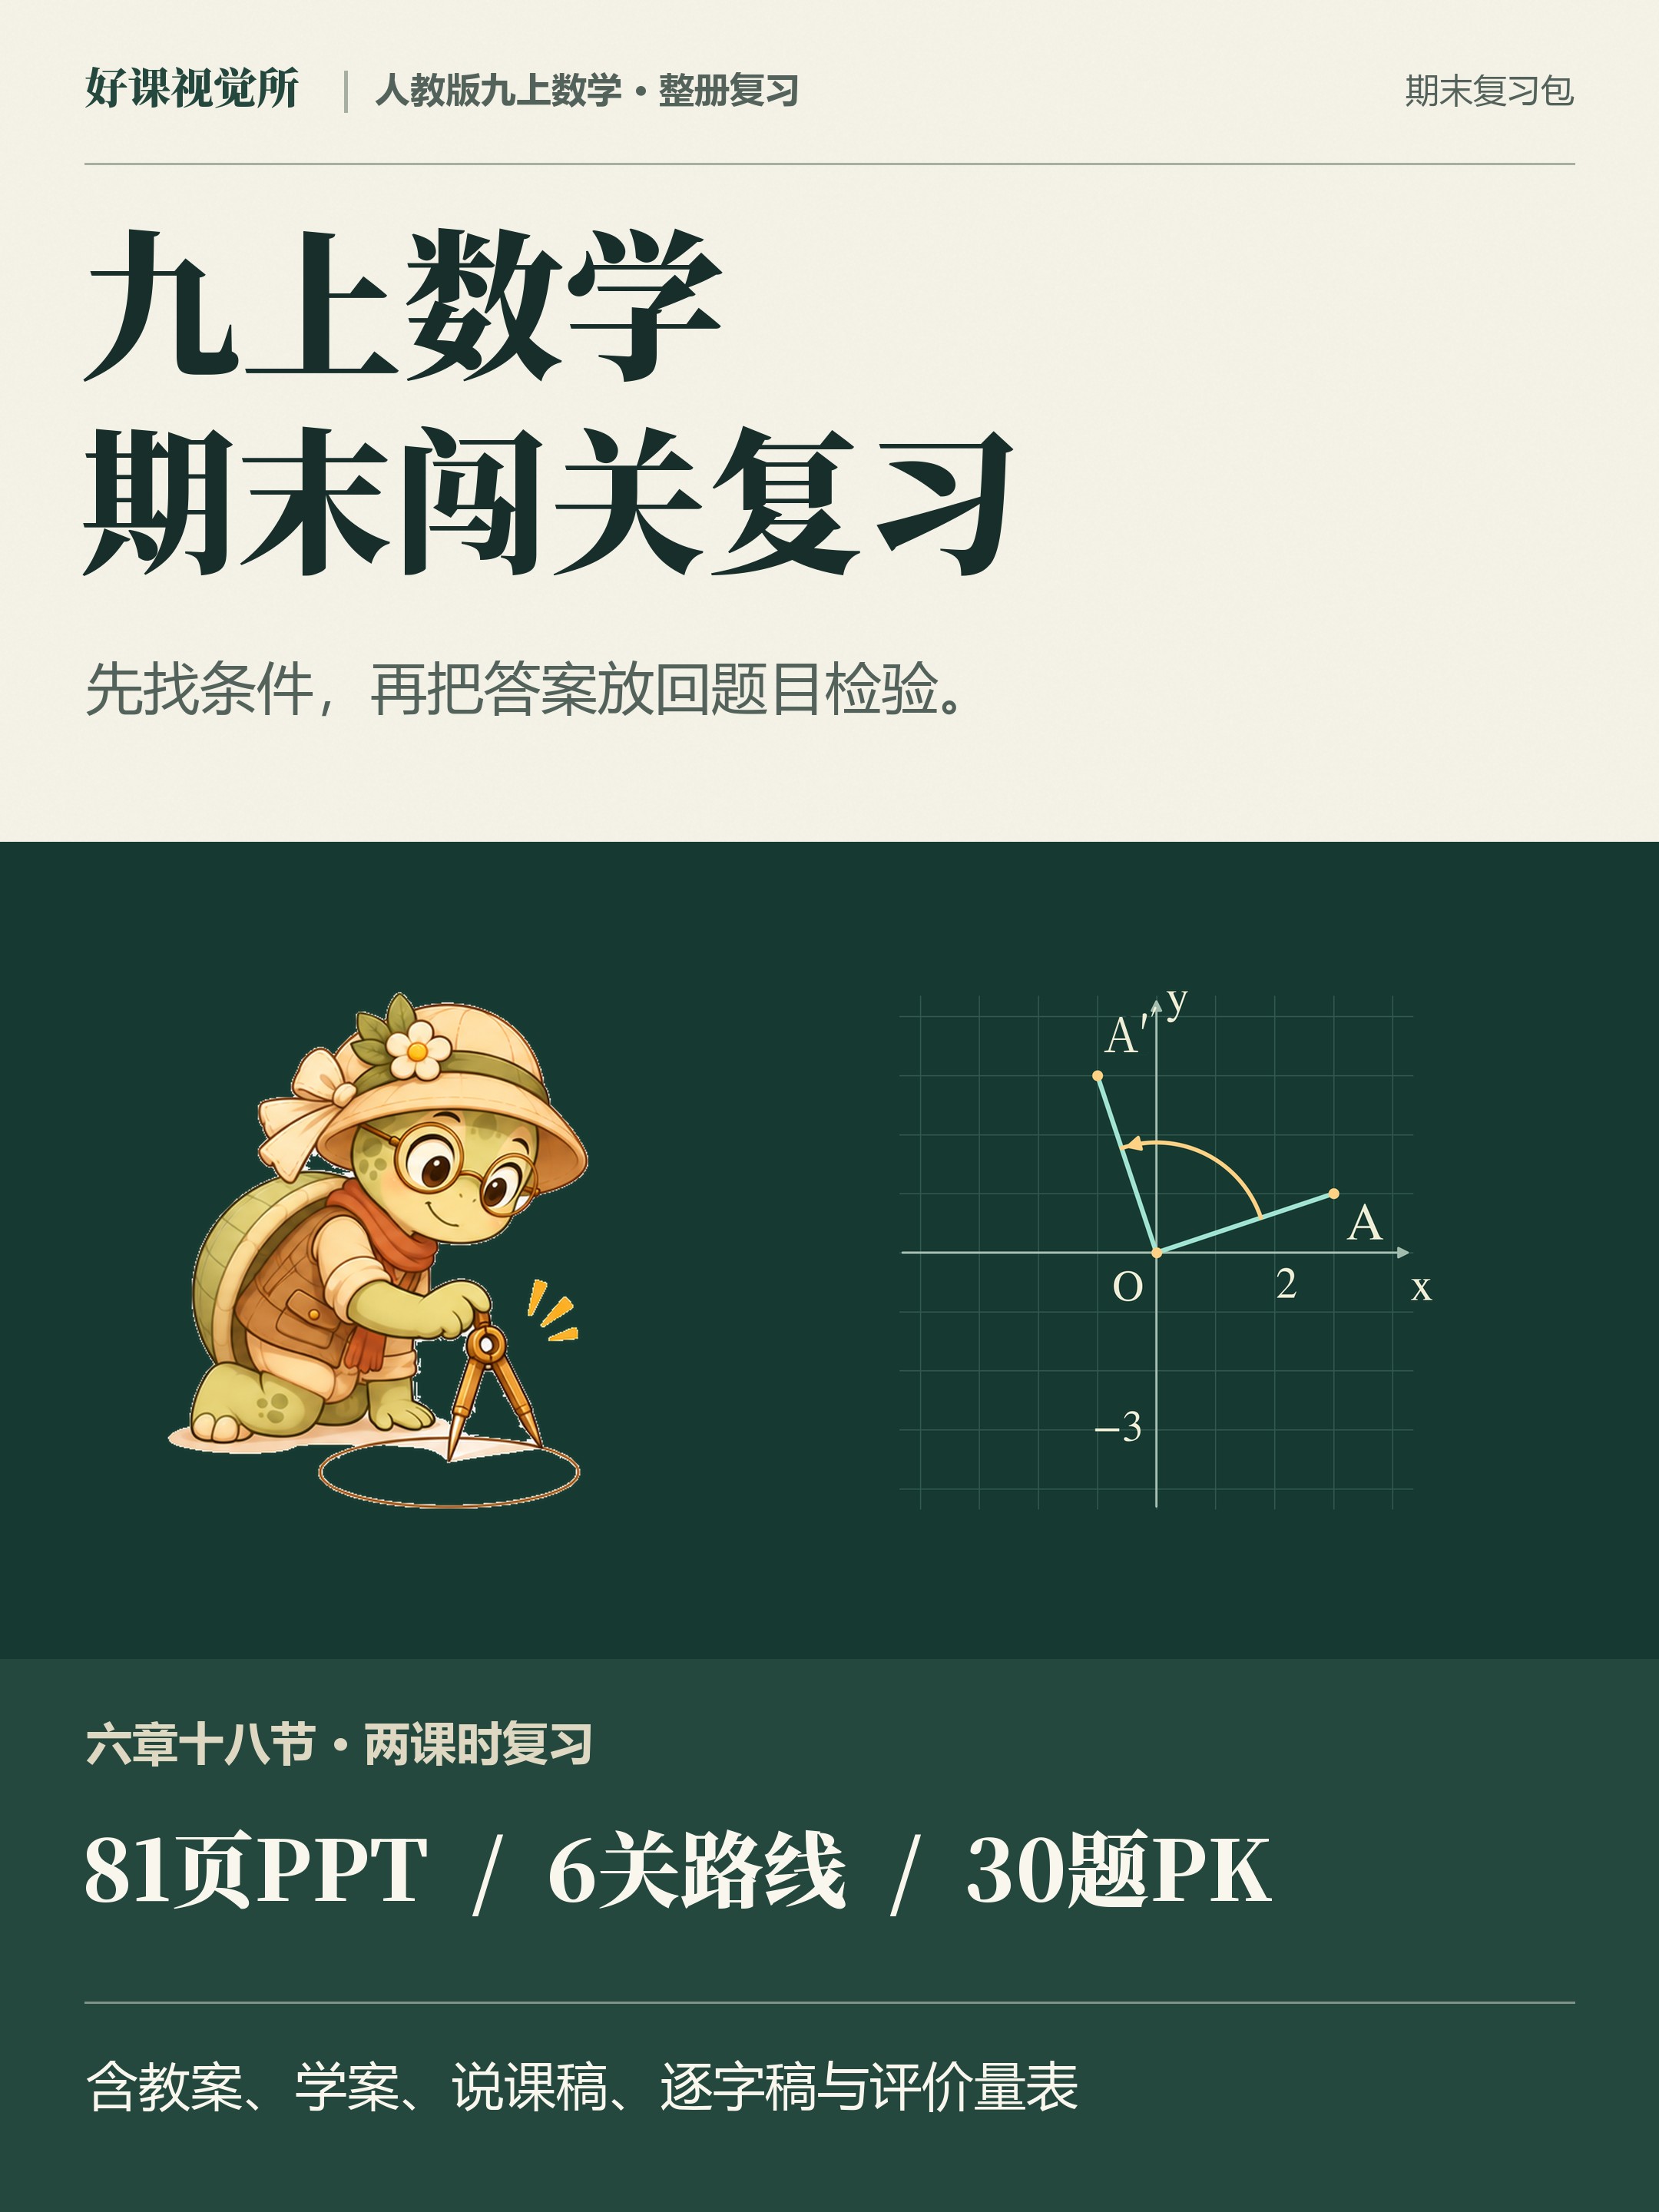 好课视觉所 | 人教版九上数学・整册复习
期末复习包
九上数学
期末闯关复习
先找条件，再把答案放回题目检验。
y
A′
A
O
2
x
−3
六章十八节・两课时复习
81页PPT / 6关路线 / 30题PK
含教案、学案、说课稿、逐字稿与评价量表